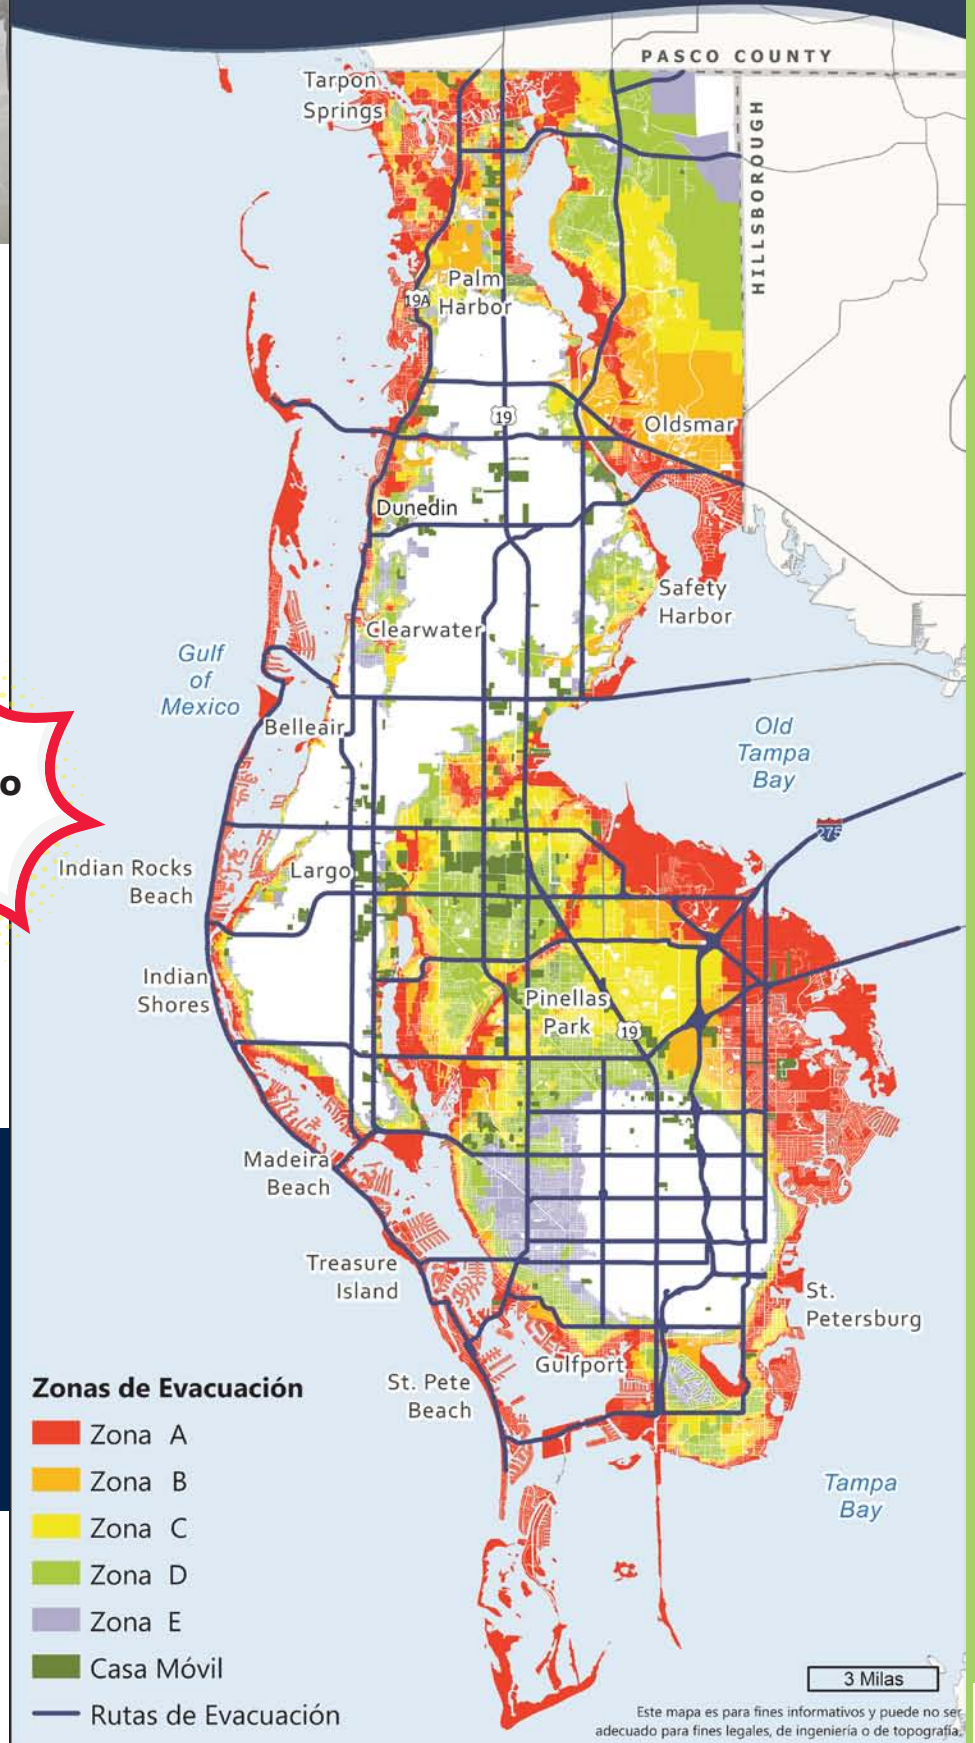 PASCO COUNTY
Tarpon
Springs
HILLSBOROUGH
Palm
Harbor
19A
19
Oldsmar
Dunedin
Safety
Harbor
Clearwater
Gulf
of
Mexico
Belleair
Old
Tampa
Bay
o
275
Indian Rocks
Beach
Largo
Indian
Shores
Pinellas
Park
19
Madeira
Beach
Treasure
Island
St.
Petersburg
Gulfport
St. Pete
Beach
Tampa
Bay
Zonas de Evacuación
Zona A
Zona B
Zona C
Zona D
Zona E
Casa Móvil
Rutas de Evacuación
3 Milas
Este mapa es para fines informativos y puede no ser
adecuado para fines legales, de ingeniería o de topografía.